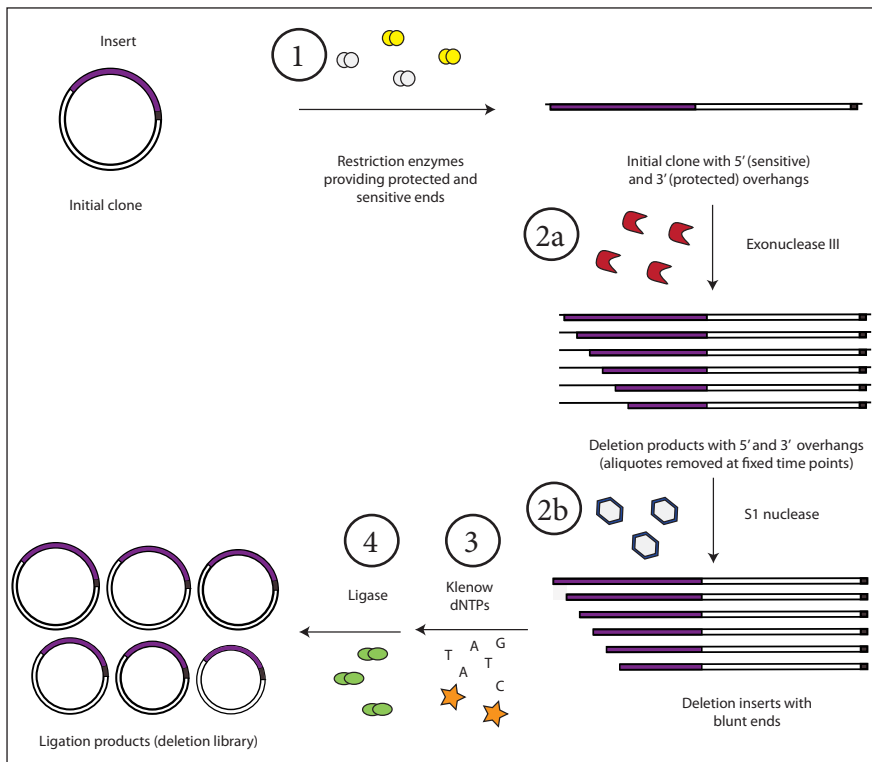 Insert
1
Initial clone
Restriction enzymes
providing protected and
sensitive ends
Initial clone with 5' (sensitive)
and 3' (protected) overhangs
2a
Exonuclease III
Deletion products with 5' and 3' overhangs
(aliquotes removed at fixed time points)
2b
S1 nuclease
Deletion inserts with
blunt ends
3
Klenow
dNTPs
T A G
A T
C
4
Ligase
Ligation products (deletion library)